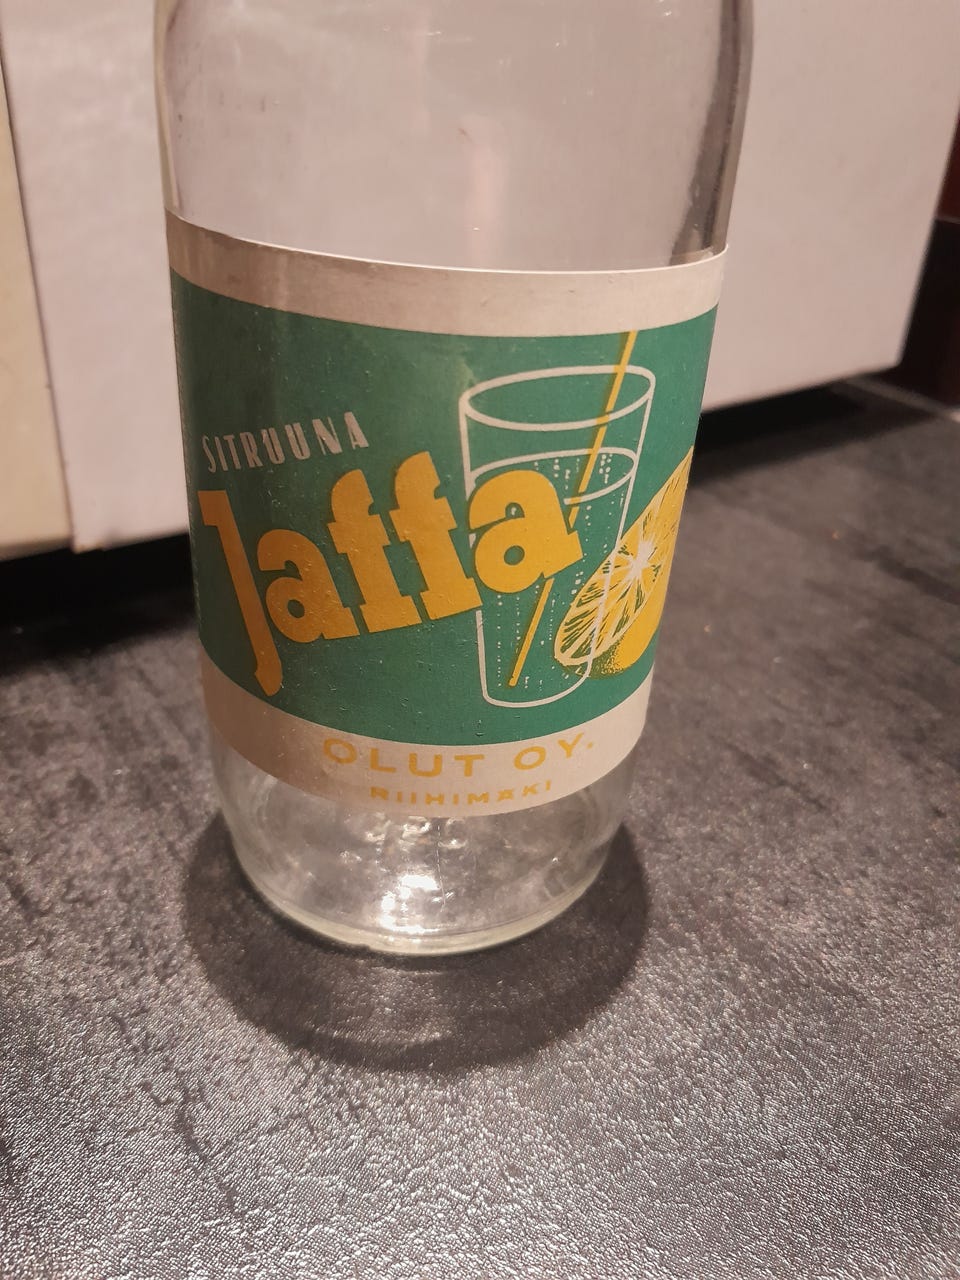 SITRUUNA
Jaffa
OLUT OY.
RIIHIMÄKI